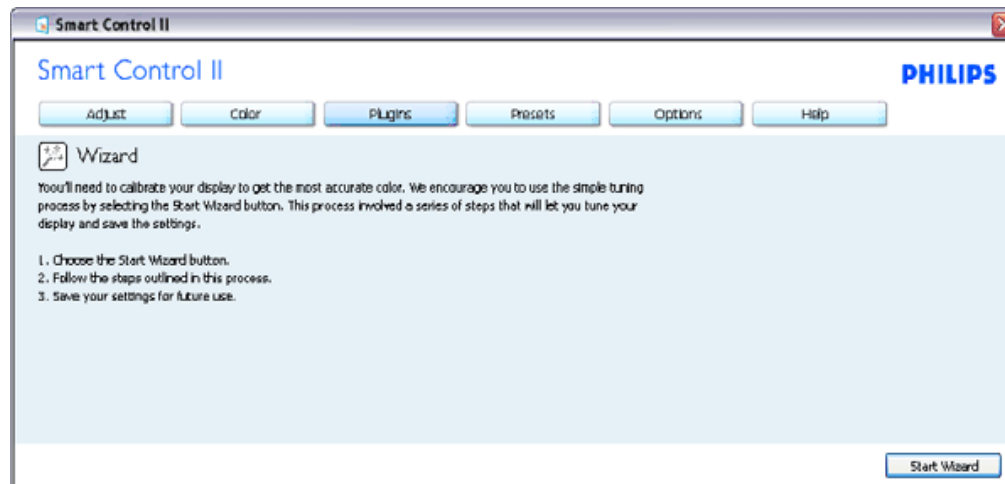 Smart Control II
Smart Control II
PHILIPS
Adjust Color Plugins Presets Options Help
Wizard
Yoou'll need to calibrate your display to get the most accurate color. We encourage you to use the simple tuning
process by selecting the Start Wizard button. This process involved a series of steps that will let you tune your
display and save the settings.
1. Choose the Start Wizard button.
2. Follow the steps outlined in this process.
3. Save your settings for future use.
Start Wizard